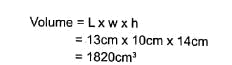 Volume = L x w x h
= 13cm x 10cm x 14cm
= 1820cm³